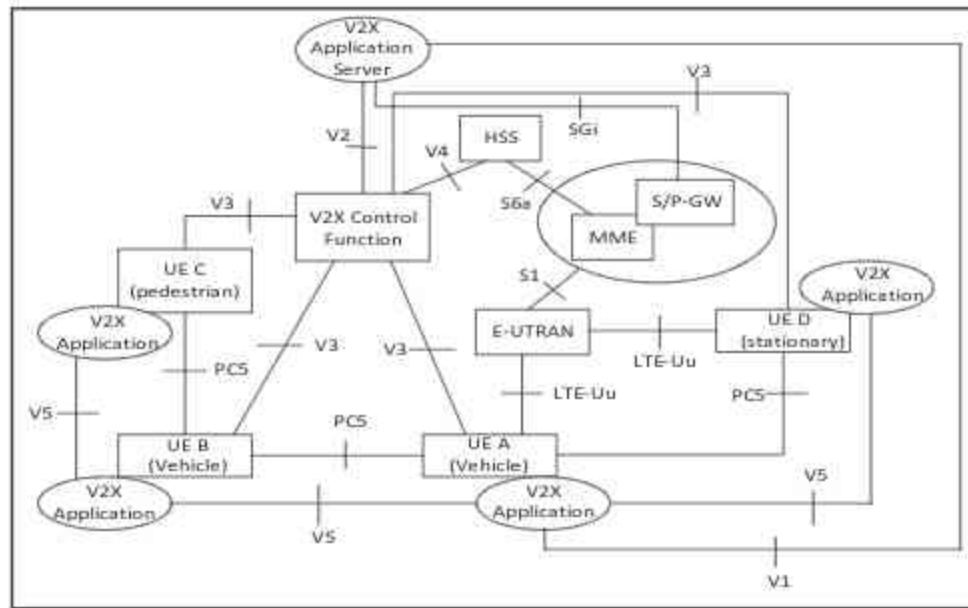 V2X
Application
Server
V3
SGi
V2
HSS
V4
S6a
S/P-GW
MME
V3
V2X Control
Function
UE C
(pedestrian)
S1
V2X
Application
V2X
Application
E-UTRAN
UE D
(stationary)
V3
V3
LTE-Uu
PC5
LTE-Uu
PC5
V5
PC5
UE B
(Vehicle)
UE A
(Vehicle)
V2X
Application
V2X
Application
V5
V5
V1